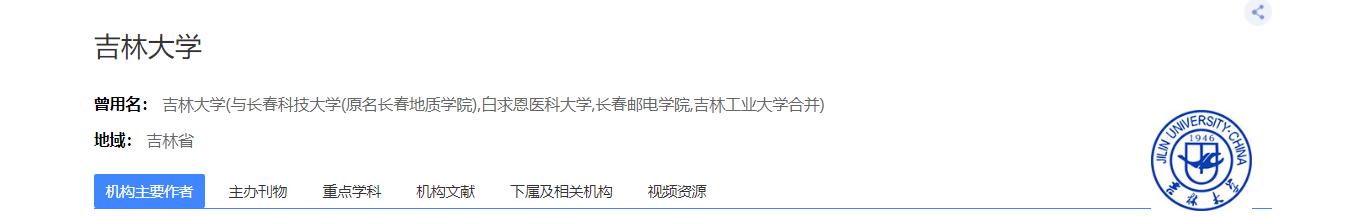 吉林大学
曾用名： 吉林大学(与长春科技大学(原名长春地质学院),白求恩医科大学,长春邮电学院,吉林工业大学合并)
地域： 吉林省
机构主要作者 主办刊物 重点学科 机构文献 下属及相关机构 视频资源
JILIN UNIVERSITY·CHINA
1946
吉林大学